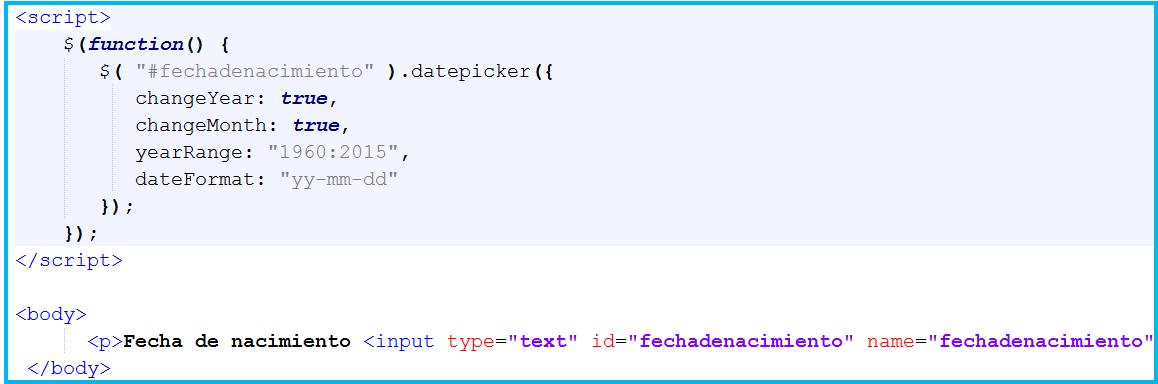 <script>
$(function() {
$( "#fechadenacimiento" ).datepicker({
changeYear: true,
changeMonth: true,
yearRange: "1960:2015",
dateFormat: "yy-mm-dd"
});
});
</script>
<body>
<p>Fecha de nacimiento <input type="text" id="fechadenacimiento" name="fechadenacimiento"
</body>